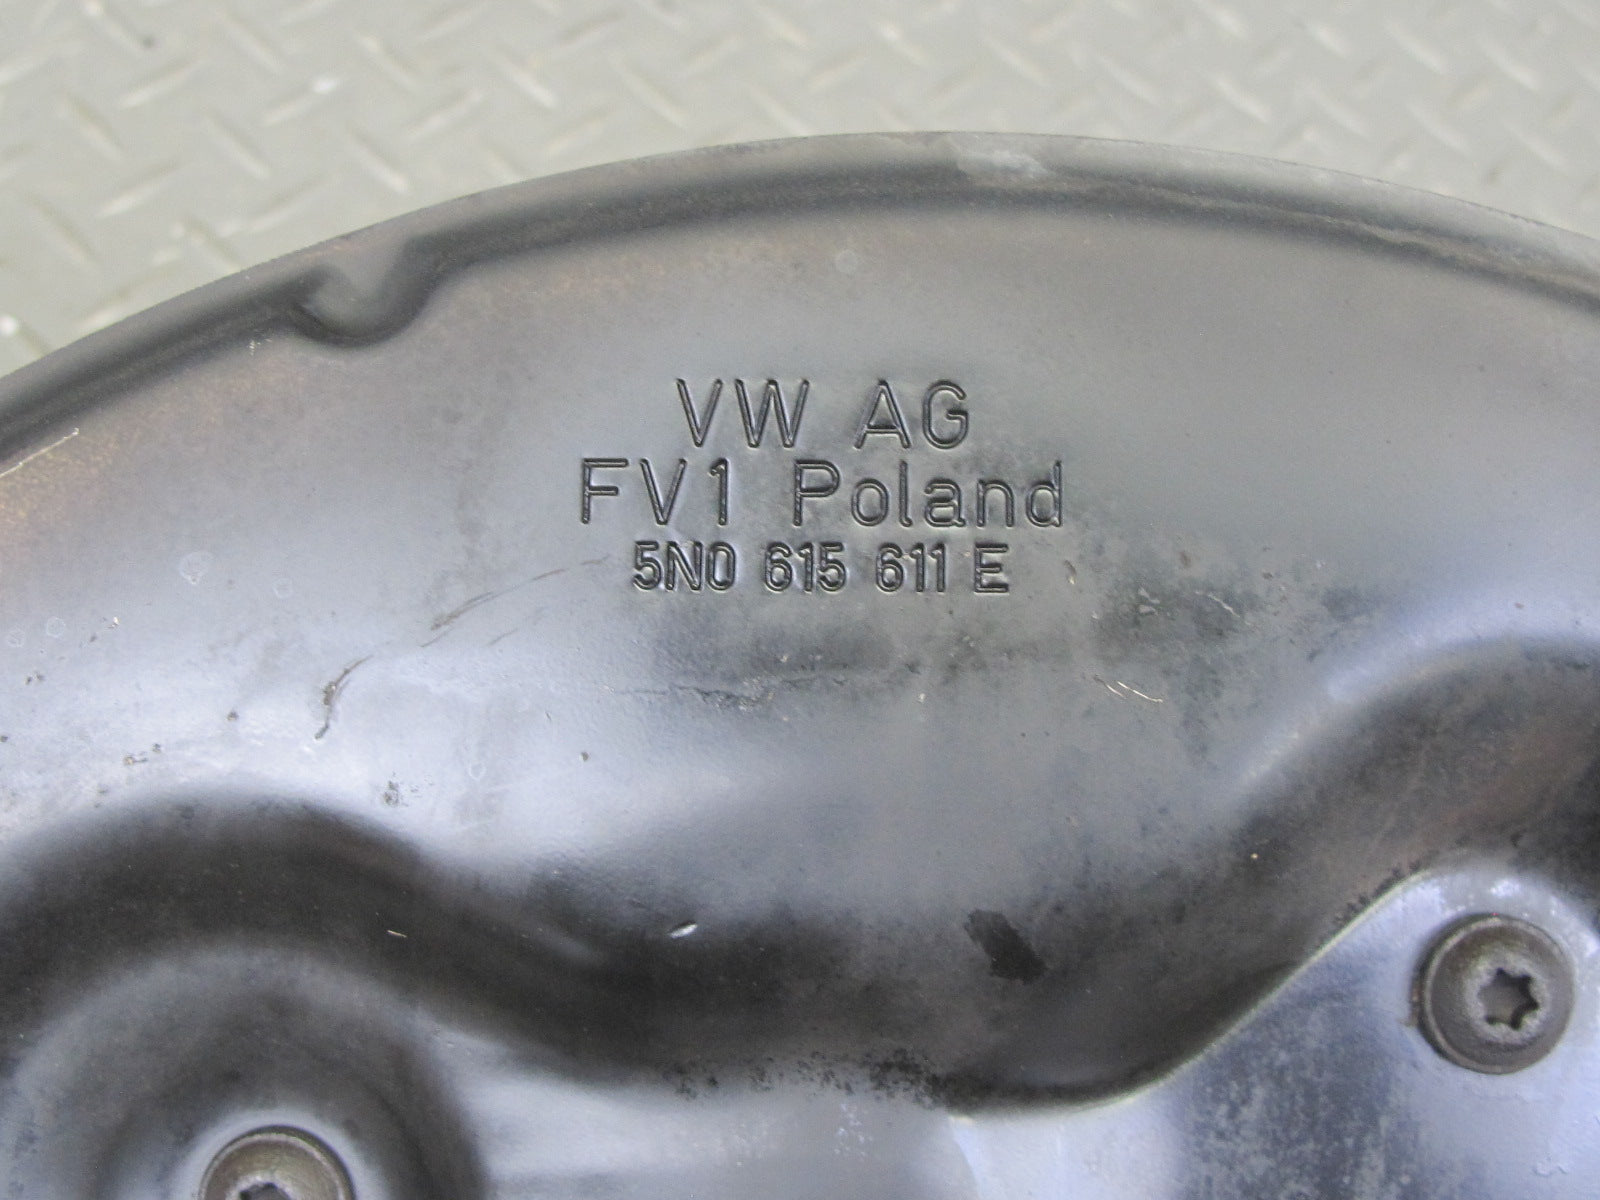 VW AG
FV1 Poland
5N0 615 611 E